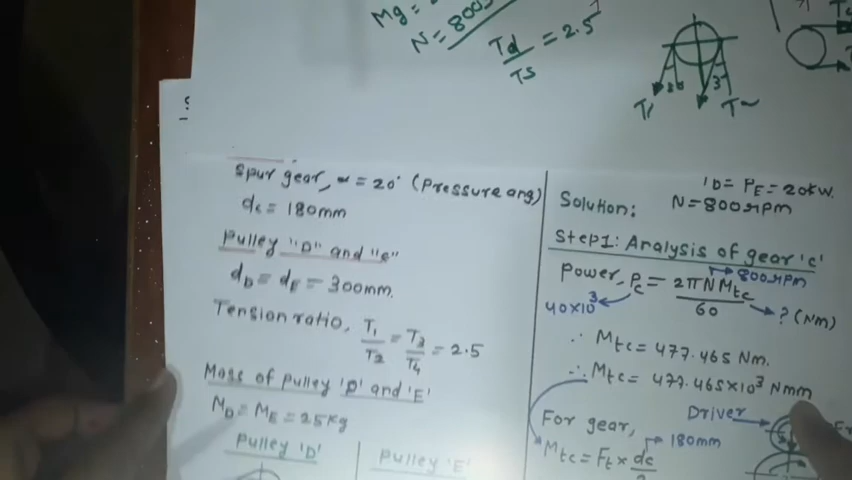 Mg =
N = 800
Td / Ts = 2.5
T1
T2
3
Spur gear, α = 20° (Pressure ang)
dc = 180mm
Pulley "D" and "E"
dD = dE = 300mm.
Tension ratio, T1/T2 = T3/T4 = 2.5
Mass of Pulley 'D' and 'E'
MD = ME = 25kg
Pulley 'D'
Pulley 'E'
PD = PE = 20kW.
Solution: N = 800rpm
Step1: Analysis of gear 'c'
800rpm
Power, Pc = 2πNMtc / 60
40×10³
? (Nm)
∴ Mtc = 477.465 Nm.
∴ Mtc = 477.465×10³ Nmm
Driver
For gear,
180mm
Mtc = Ft × dc/2